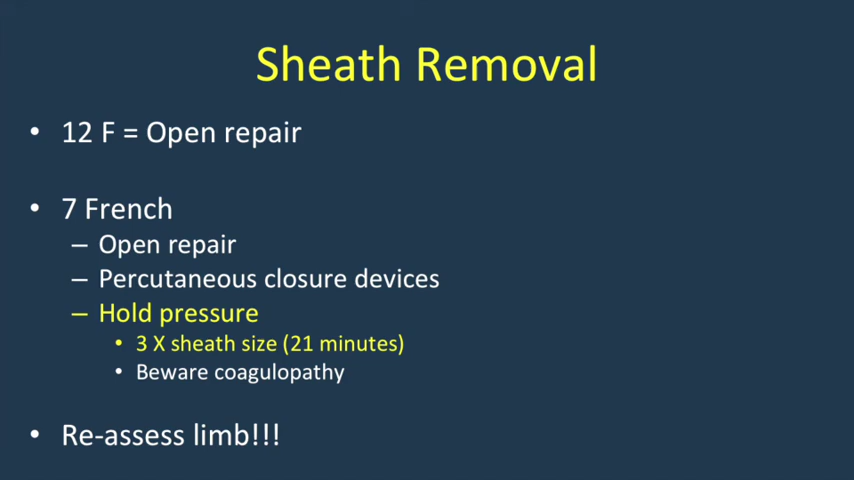 Sheath Removal
• 12 F = Open repair
• 7 French
– Open repair
– Percutaneous closure devices
– Hold pressure
• 3 X sheath size (21 minutes)
• Beware coagulopathy
• Re-assess limb!!!